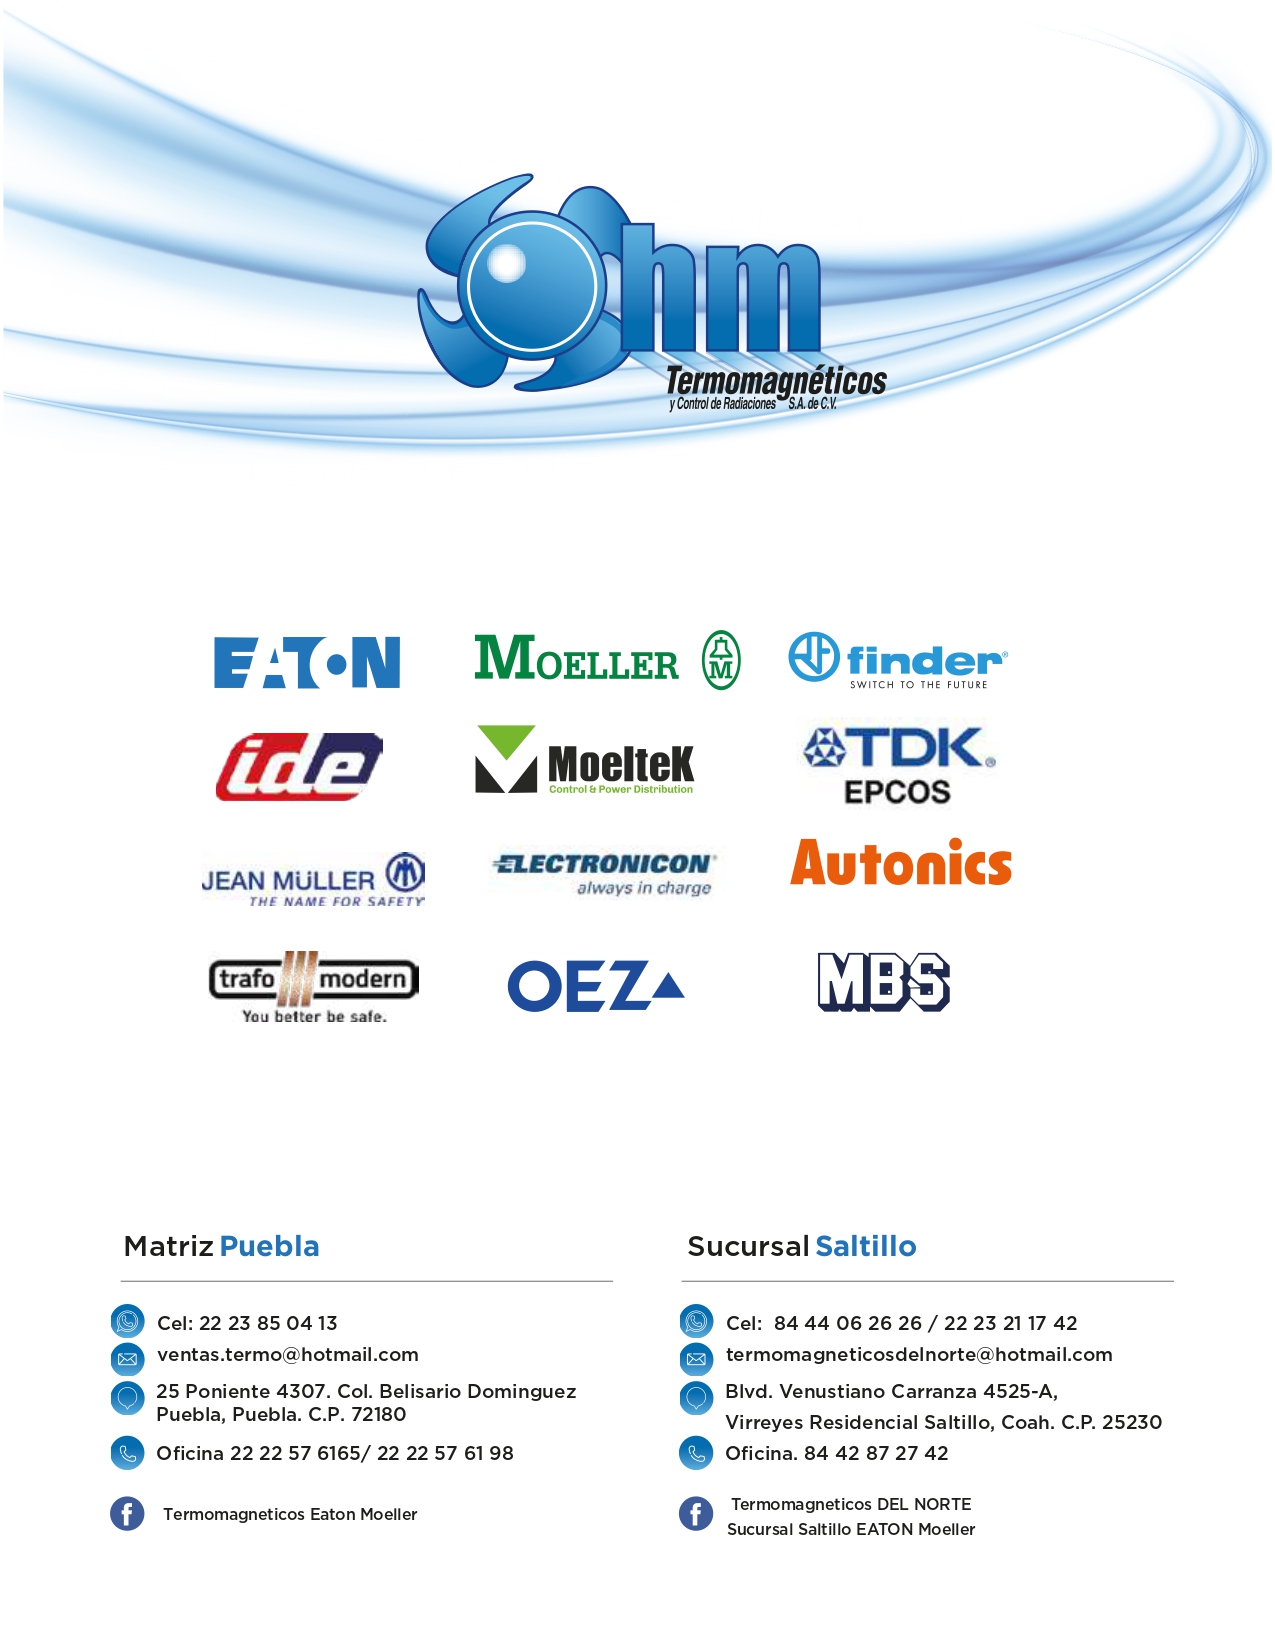 Ohm
Termomagnéticos
y Control de Radiaciones S.A. de C.V.
EATON
MOELLER M
finder®
SWITCH TO THE FUTURE
ide
MoelteK
Control & Power Distribution
TDK®
EPCOS
JEAN MÜLLER
THE NAME FOR SAFETY
ELECTRONICON®
always in charge
Autonics
trafo modern
You better be safe.
OEZ
MBS
Matriz Puebla
Cel: 22 23 85 04 13
ventas.termo@hotmail.com
25 Poniente 4307. Col. Belisario Dominguez
Puebla, Puebla. C.P. 72180
Oficina 22 22 57 6165/ 22 22 57 61 98
Termomagneticos Eaton Moeller
Sucursal Saltillo
Cel: 84 44 06 26 26 / 22 23 21 17 42
termomagneticosdelnorte@hotmail.com
Blvd. Venustiano Carranza 4525-A,
Virreyes Residencial Saltillo, Coah. C.P. 25230
Oficina. 84 42 87 27 42
Termomagneticos DEL NORTE
Sucursal Saltillo EATON Moeller